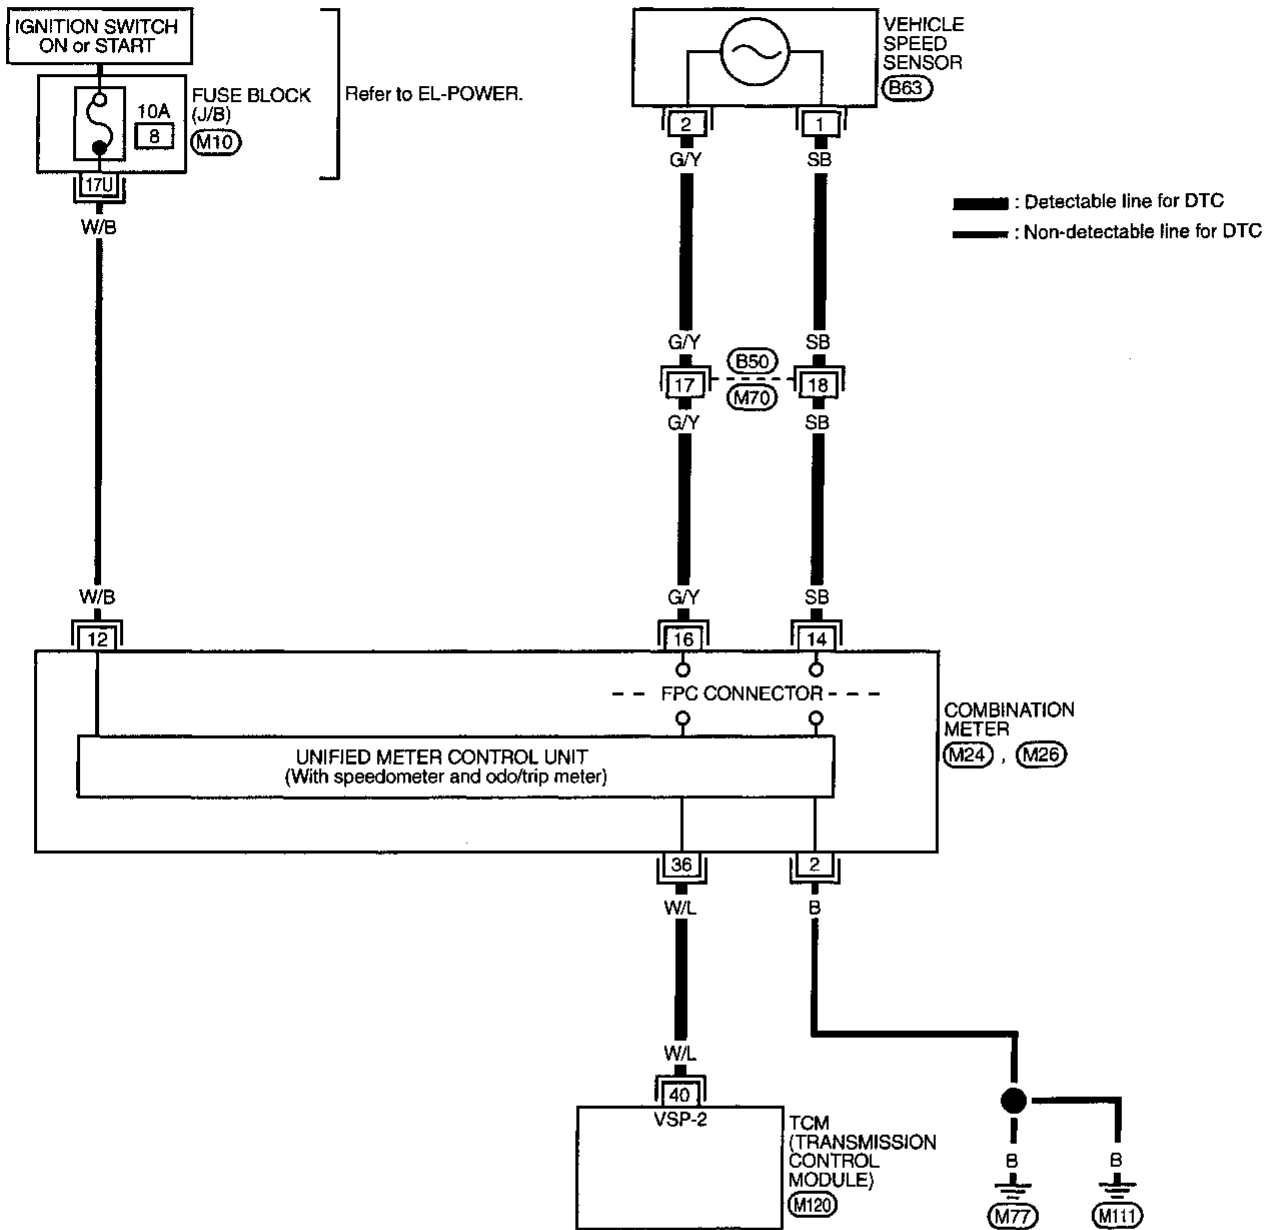 IGNITION SWITCH
ON or START
FUSE BLOCK
(J/B)
M10
10A
8
17U
W/B
Refer to EL-POWER.
VEHICLE
SPEED
SENSOR
B63
2
1
G/Y
SB
: Detectable line for DTC
: Non-detectable line for DTC
G/Y
SB
17
B50
M70
18
G/Y
SB
W/B
G/Y
SB
12
16
14
FPC CONNECTOR
UNIFIED METER CONTROL UNIT
(With speedometer and odo/trip meter)
COMBINATION
METER
M24 , M26
36
2
W/L
B
W/L
40
VSP-2
TCM
(TRANSMISSION
CONTROL
MODULE)
M120
B
B
M77
M111